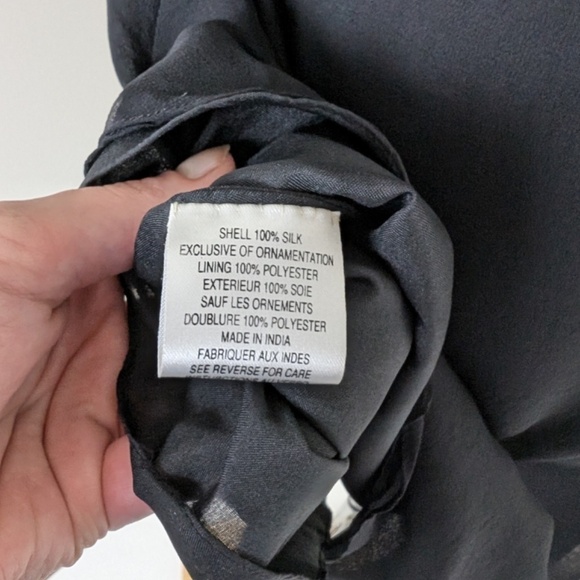 SHELL 100% SILK
EXCLUSIVE OF ORNAMENTATION
LINING 100% POLYESTER
EXTERIEUR 100% SOIE
SAUF LES ORNEMENTS
DOUBLURE 100% POLYESTER
MADE IN INDIA
FABRIQUER AUX INDES
SEE REVERSE FOR CARE